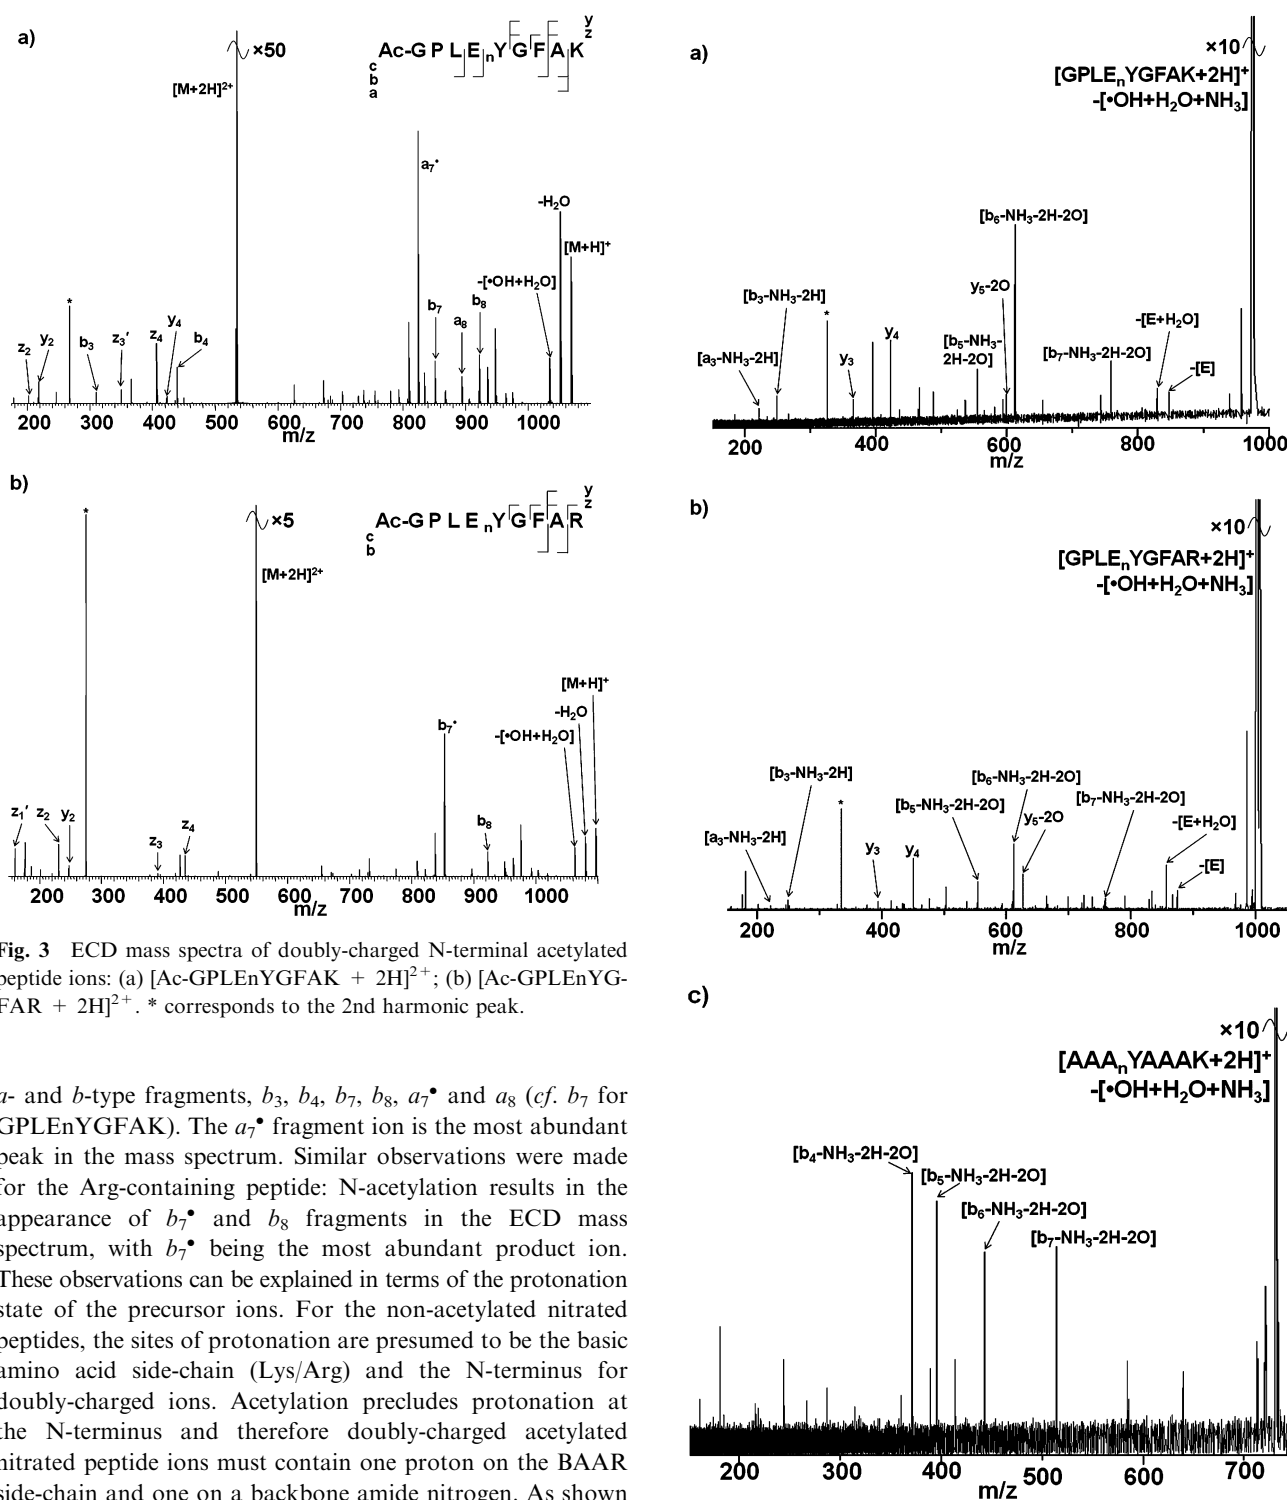 a)
×50
[M+2H]²⁺
Ac-G P L EₙY G F A K
y
z
c
b
a
a₇•
-H₂O
[M+H]⁺
-[•OH+H₂O]
b₇
a₈
b₈
*
z₂
y₂
b₃
z₃′
z₄
y₄
b₄
200 300 400 500 600 700 800 900 1000
m/z
b)
*
×5
[M+2H]²⁺
Ac-G P L E ₙY G F A R
y
z
c
b
[M+H]⁺
-H₂O
-[•OH+H₂O]
b₇•
b₈
z₁′
z₂
y₂
z₃
z₄
200 300 400 500 600 700 800 900 1000
m/z
Fig. 3 ECD mass spectra of doubly-charged N-terminal acetylated
peptide ions: (a) [Ac-GPLEnYGFAK + 2H]²⁺; (b) [Ac-GPLEnYG-
FAR + 2H]²⁺. * corresponds to the 2nd harmonic peak.
a- and b-type fragments, b₃, b₄, b₇, b₈, a₇• and a₈ (cf. b₇ for
GPLEnYGFAK). The a₇• fragment ion is the most abundant
peak in the mass spectrum. Similar observations were made
for the Arg-containing peptide: N-acetylation results in the
appearance of b₇• and b₈ fragments in the ECD mass
spectrum, with b₇• being the most abundant product ion.
These observations can be explained in terms of the protonation
state of the precursor ions. For the non-acetylated nitrated
peptides, the sites of protonation are presumed to be the basic
amino acid side-chain (Lys/Arg) and the N-terminus for
doubly-charged ions. Acetylation precludes protonation at
the N-terminus and therefore doubly-charged acetylated
nitrated peptide ions must contain one proton on the BAAR
side-chain and one on a backbone amide nitrogen. As shown
a)
×10
[GPLEₙYGFAK+2H]⁺
-[•OH+H₂O+NH₃]
[b₆-NH₃-2H-2O]
y₅-2O
[b₃-NH₃-2H]
*
[a₃-NH₃-2H]
y₃
y₄
[b₅-NH₃-
2H-2O]
[b₇-NH₃-2H-2O]
-[E+H₂O]
-[E]
200 400 600 800 1000
m/z
b)
×10
[GPLEₙYGFAR+2H]⁺
-[•OH+H₂O+NH₃]
[b₃-NH₃-2H]
[b₆-NH₃-2H-2O]
*
[b₅-NH₃-2H-2O]
y₅-2O
[b₇-NH₃-2H-2O]
[a₃-NH₃-2H]
y₃
y₄
-[E+H₂O]
-[E]
200 400 600 800 1000
m/z
c)
×10
[AAAₙYAAAK+2H]⁺
-[•OH+H₂O+NH₃]
[b₄-NH₃-2H-2O]
[b₅-NH₃-2H-2O]
[b₆-NH₃-2H-2O]
[b₇-NH₃-2H-2O]
200 300 400 500 600 700
m/z